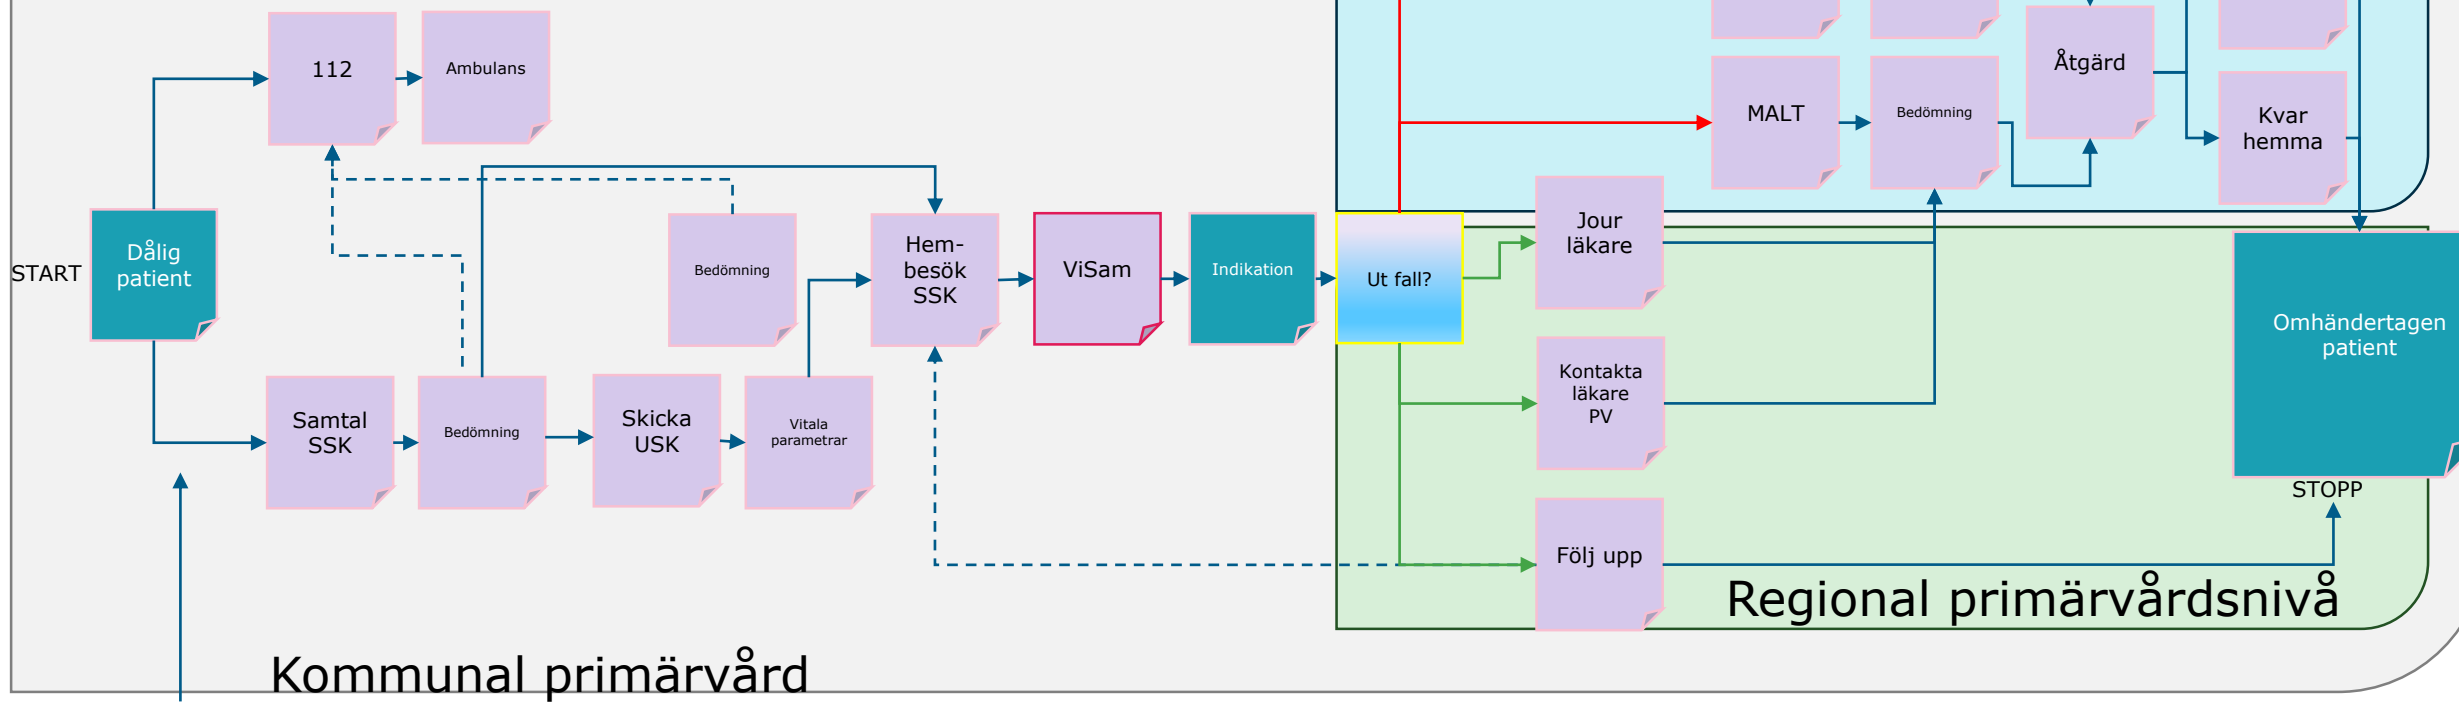 112
Ambulans
Åtgärd
MALT
Bedömning
Kvar
hemma
START
Dålig
patient
Bedömning
Hem-
besök
SSK
ViSam
Indikation
Ut fall?
Jour
läkare
Omhändertagen
patient
Samtal
SSK
Bedömning
Skicka
USK
Vitala
parametrar
Kontakta
läkare
PV
STOPP
Följ upp
Regional primärvårdsnivå
Kommunal primärvård